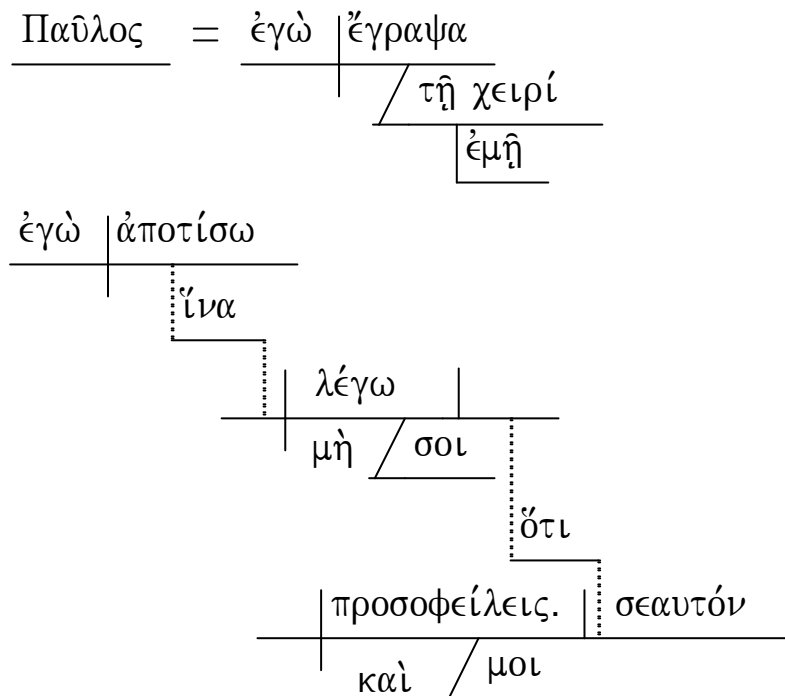 Παῦλος = ἐγὼ ἔγραψα
τῇ χειρί
ἐμῇ
ἐγὼ ἀποτίσω
ἵνα
λέγω
μὴ σοι
ὅτι
προσοφείλεις. σεαυτόν
καὶ μοι